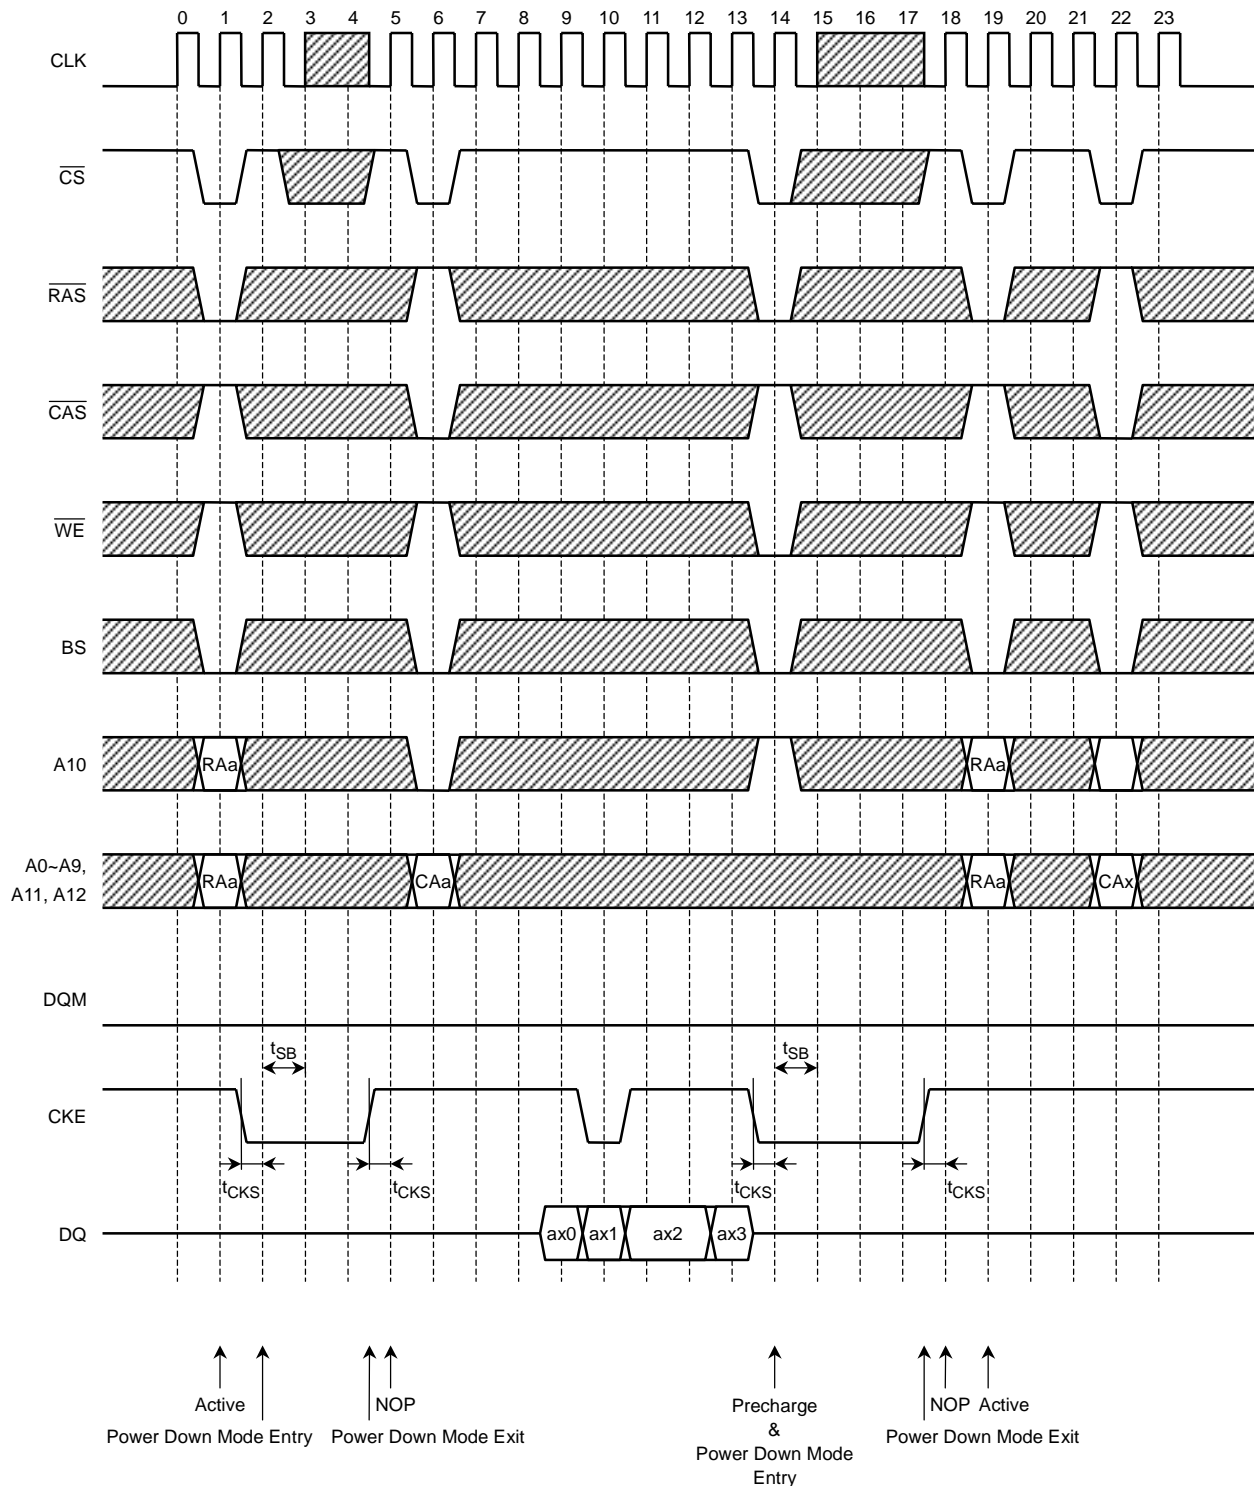 0 1 2 3 4 5 6 7 8 9 10 11 12 13 14 15 16 17 18 19 20 21 22 23
CLK
CS
RAS
CAS
WE
BS
A10 RAa RAa
A0~A9,
A11, A12
RAa CAa RAa CAx
DQM
tSB tSB
CKE
tCKS tCKS tCKS tCKS
DQ ax0 ax1 ax2 ax3
Active NOP Precharge NOP Active
Power Down Mode Entry Power Down Mode Exit & Power Down Mode Exit
Power Down Mode
Entry